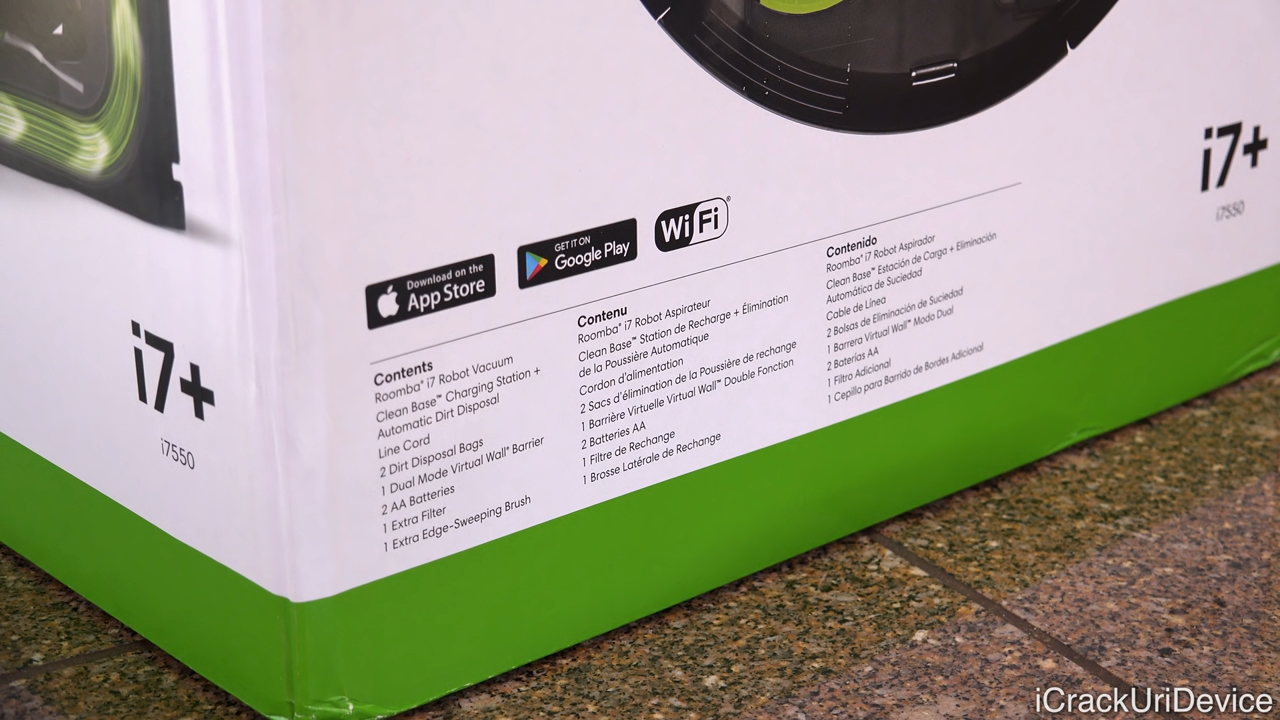 i7+
i7550
Download on the
App Store
GET IT ON
Google Play
WiFi®
Contents
Roomba® i7 Robot Vacuum
Clean Base™ Charging Station +
Automatic Dirt Disposal
Line Cord
2 Dirt Disposal Bags
1 Dual Mode Virtual Wall® Barrier
2 AA Batteries
1 Extra Filter
1 Extra Edge-Sweeping Brush
Contenu
Roomba® i7 Robot Aspirateur
Clean Base™ Station de Recharge + Élimination
de la Poussière Automatique
Cordon d'alimentation
2 Sacs d'élimination de la Poussière de rechange
1 Barrière Virtuelle Virtual Wall™ Double Fonction
2 Batteries AA
1 Filtre de Rechange
1 Brosse Latérale de Rechange
Contenido
Roomba® i7 Robot Aspirador
Clean Base™ Estación de Carga + Eliminación
Automática de Suciedad
Cable de Línea
2 Bolsas de Eliminación de Suciedad
1 Barrera Virtual Wall™ Modo Dual
2 Baterías AA
1 Filtro Adicional
1 Cepillo para Barrido de Bordes Adicional
i7+
i7550
iCrackUriDevice